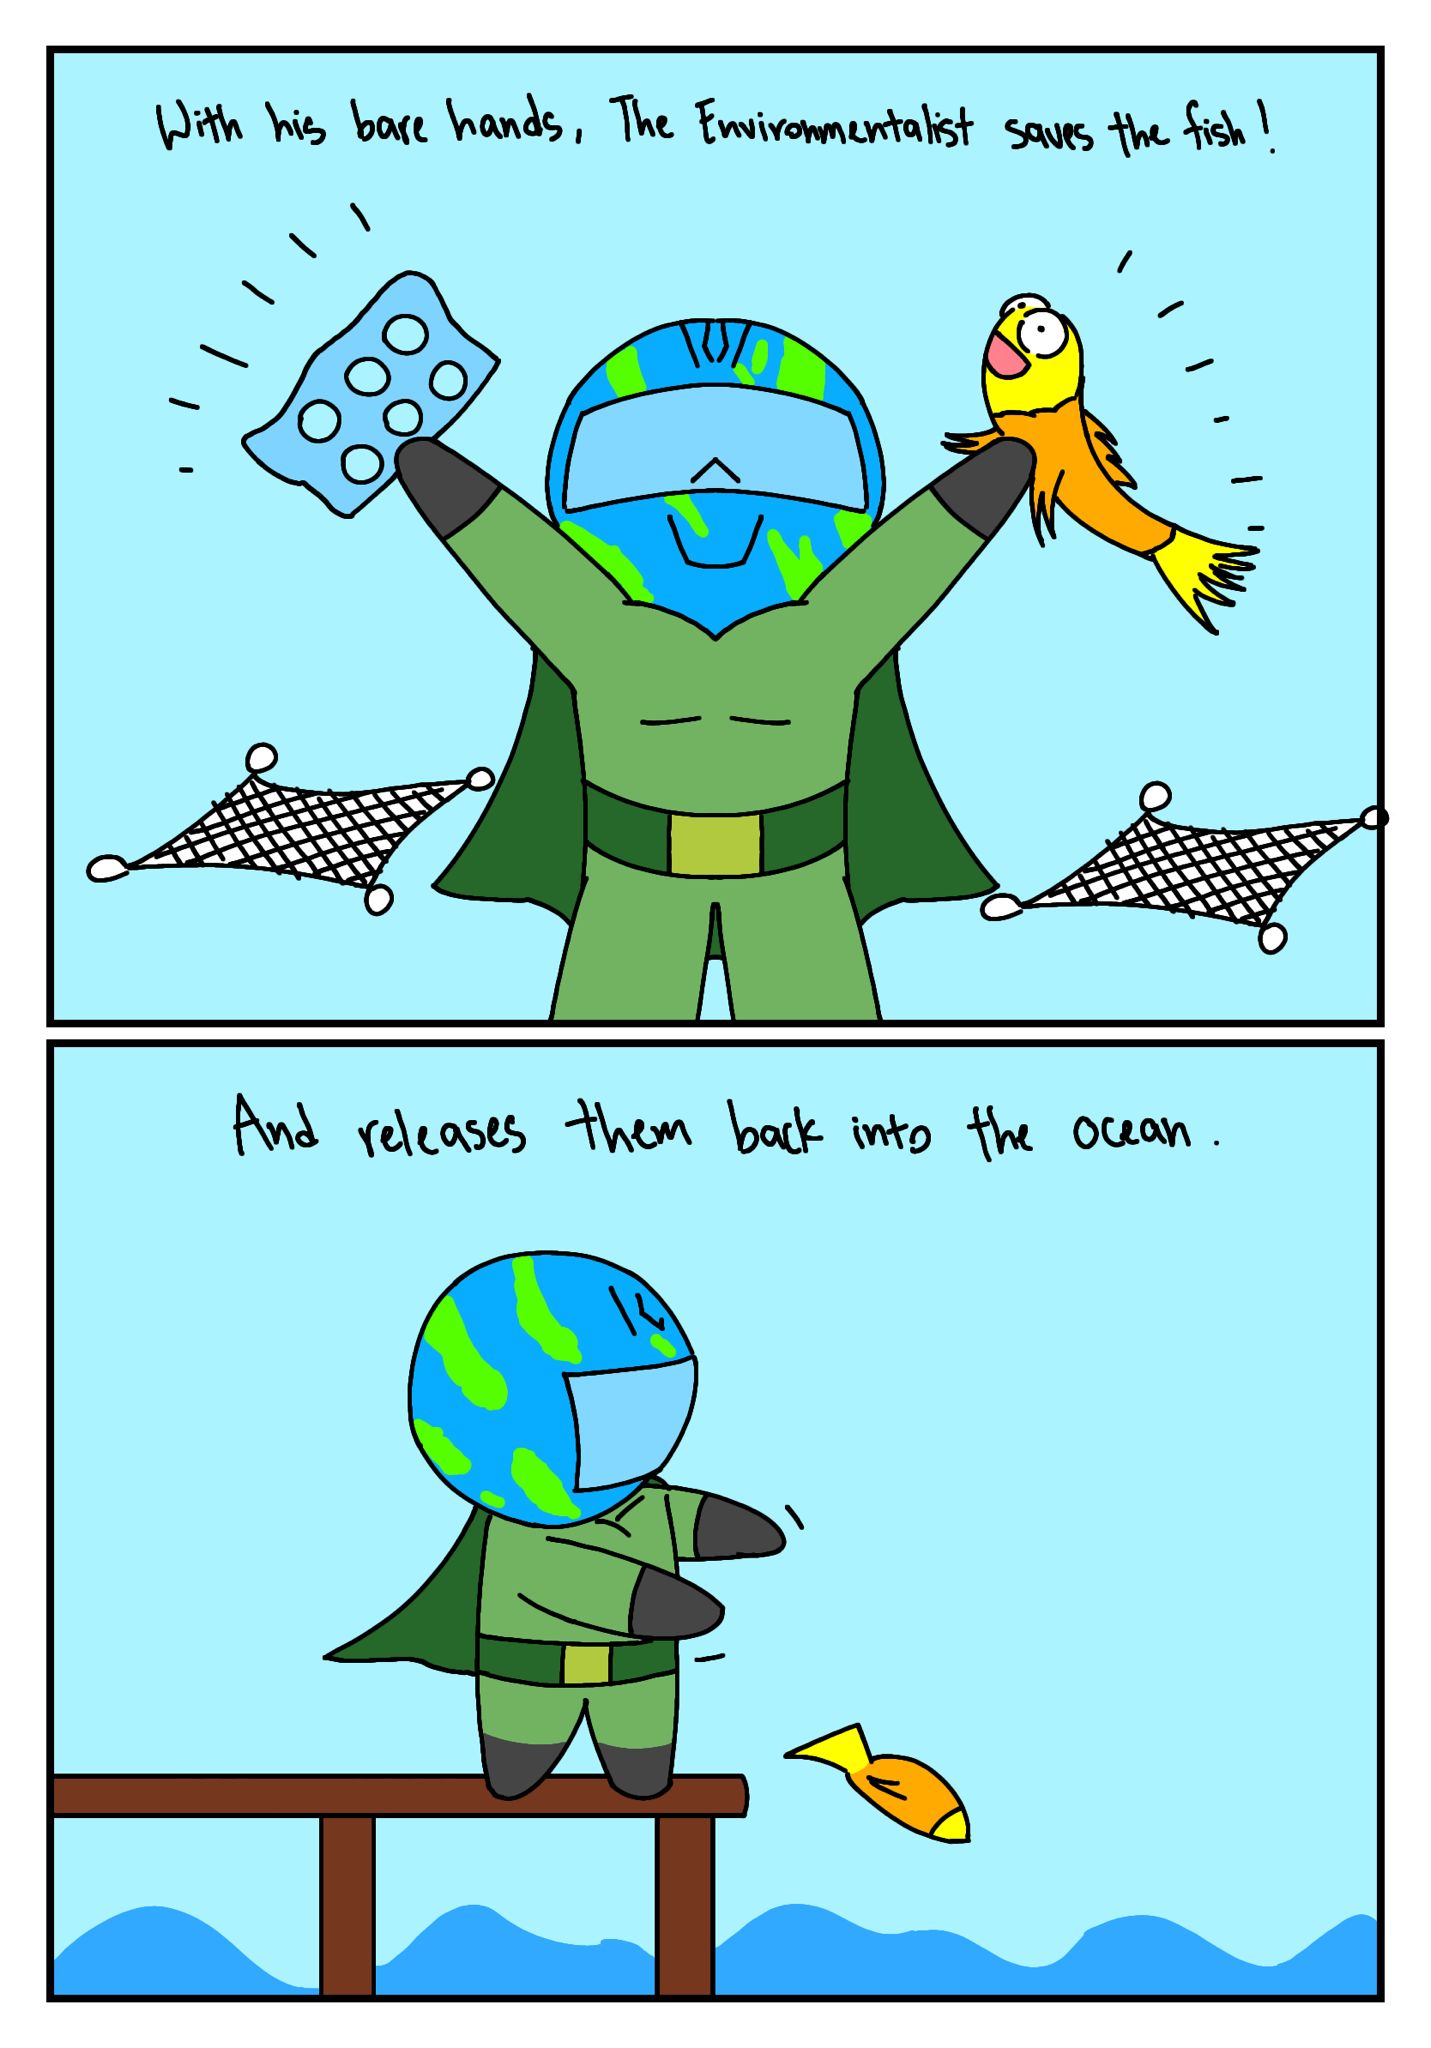 With his bare hands, The Environmentalist saves the fish!
And releases them back into the ocean.